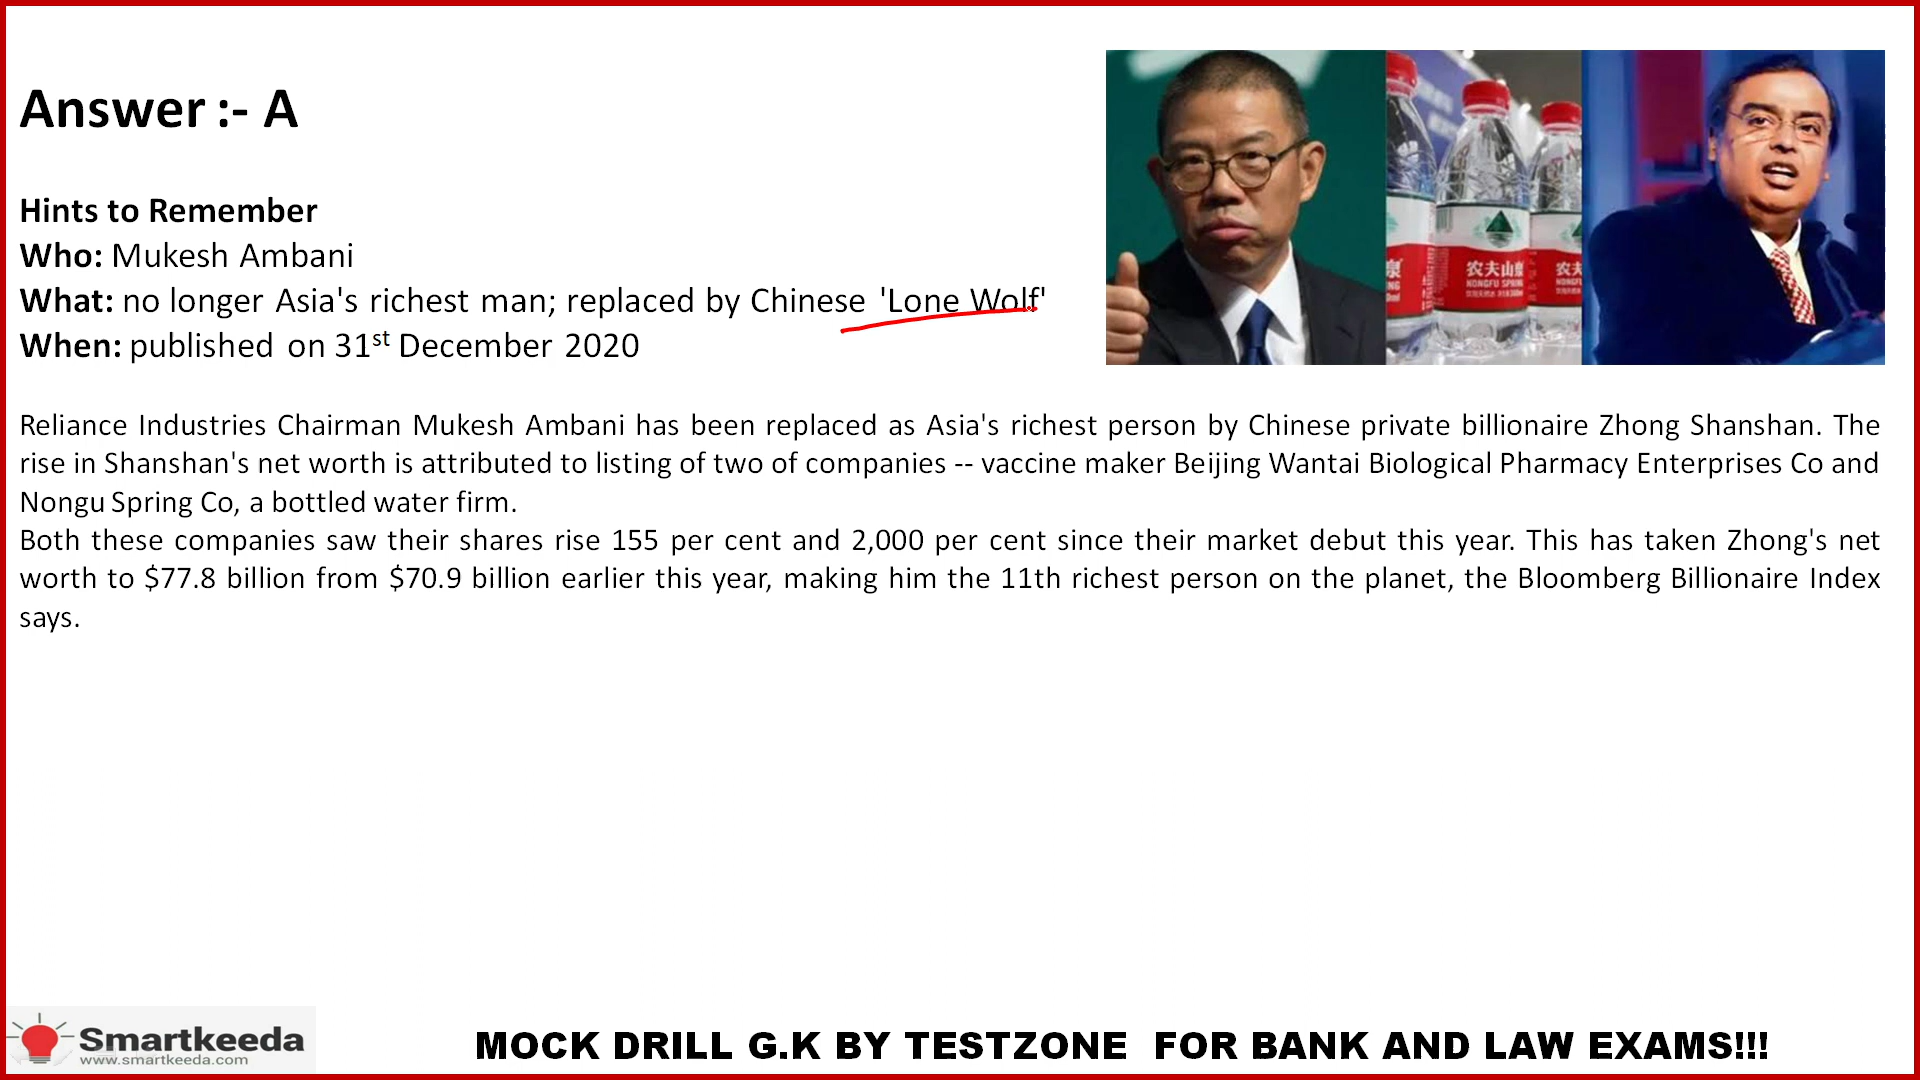 Answer :- A
Hints to Remember
Who: Mukesh Ambani
What: no longer Asia's richest man; replaced by Chinese 'Lone Wolf'
When: published on 31st December 2020
Reliance Industries Chairman Mukesh Ambani has been replaced as Asia's richest person by Chinese private billionaire Zhong Shanshan. The
rise in Shanshan's net worth is attributed to listing of two of companies -- vaccine maker Beijing Wantai Biological Pharmacy Enterprises Co and
Nongu Spring Co, a bottled water firm.
Both these companies saw their shares rise 155 per cent and 2,000 per cent since their market debut this year. This has taken Zhong's net
worth to $77.8 billion from $70.9 billion earlier this year, making him the 11th richest person on the planet, the Bloomberg Billionaire Index
says.
农夫山泉
NONGFU SPRING
农夫
NONGF
Smartkeeda
www.smartkeeda.com
MOCK DRILL G.K BY TESTZONE FOR BANK AND LAW EXAMS!!!